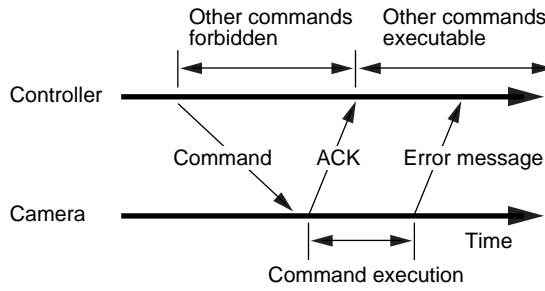 Other commands
forbidden
Other commands
executable
Controller
Command
ACK
Error message
Camera
Time
Command execution